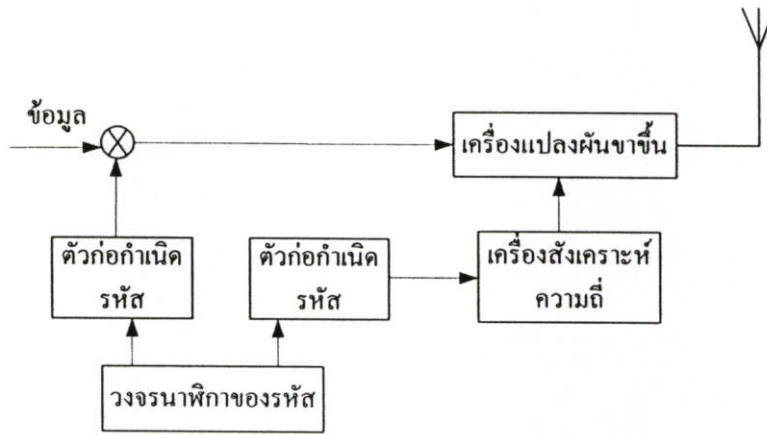 ข้อมูล
เครื่องแปลงผันขาขึ้น
ตัวก่อกำเนิด
รหัส
ตัวก่อกำเนิด
รหัส
เครื่องสังเคราะห์
ความถี่
วงจรนาฬิกาของรหัส